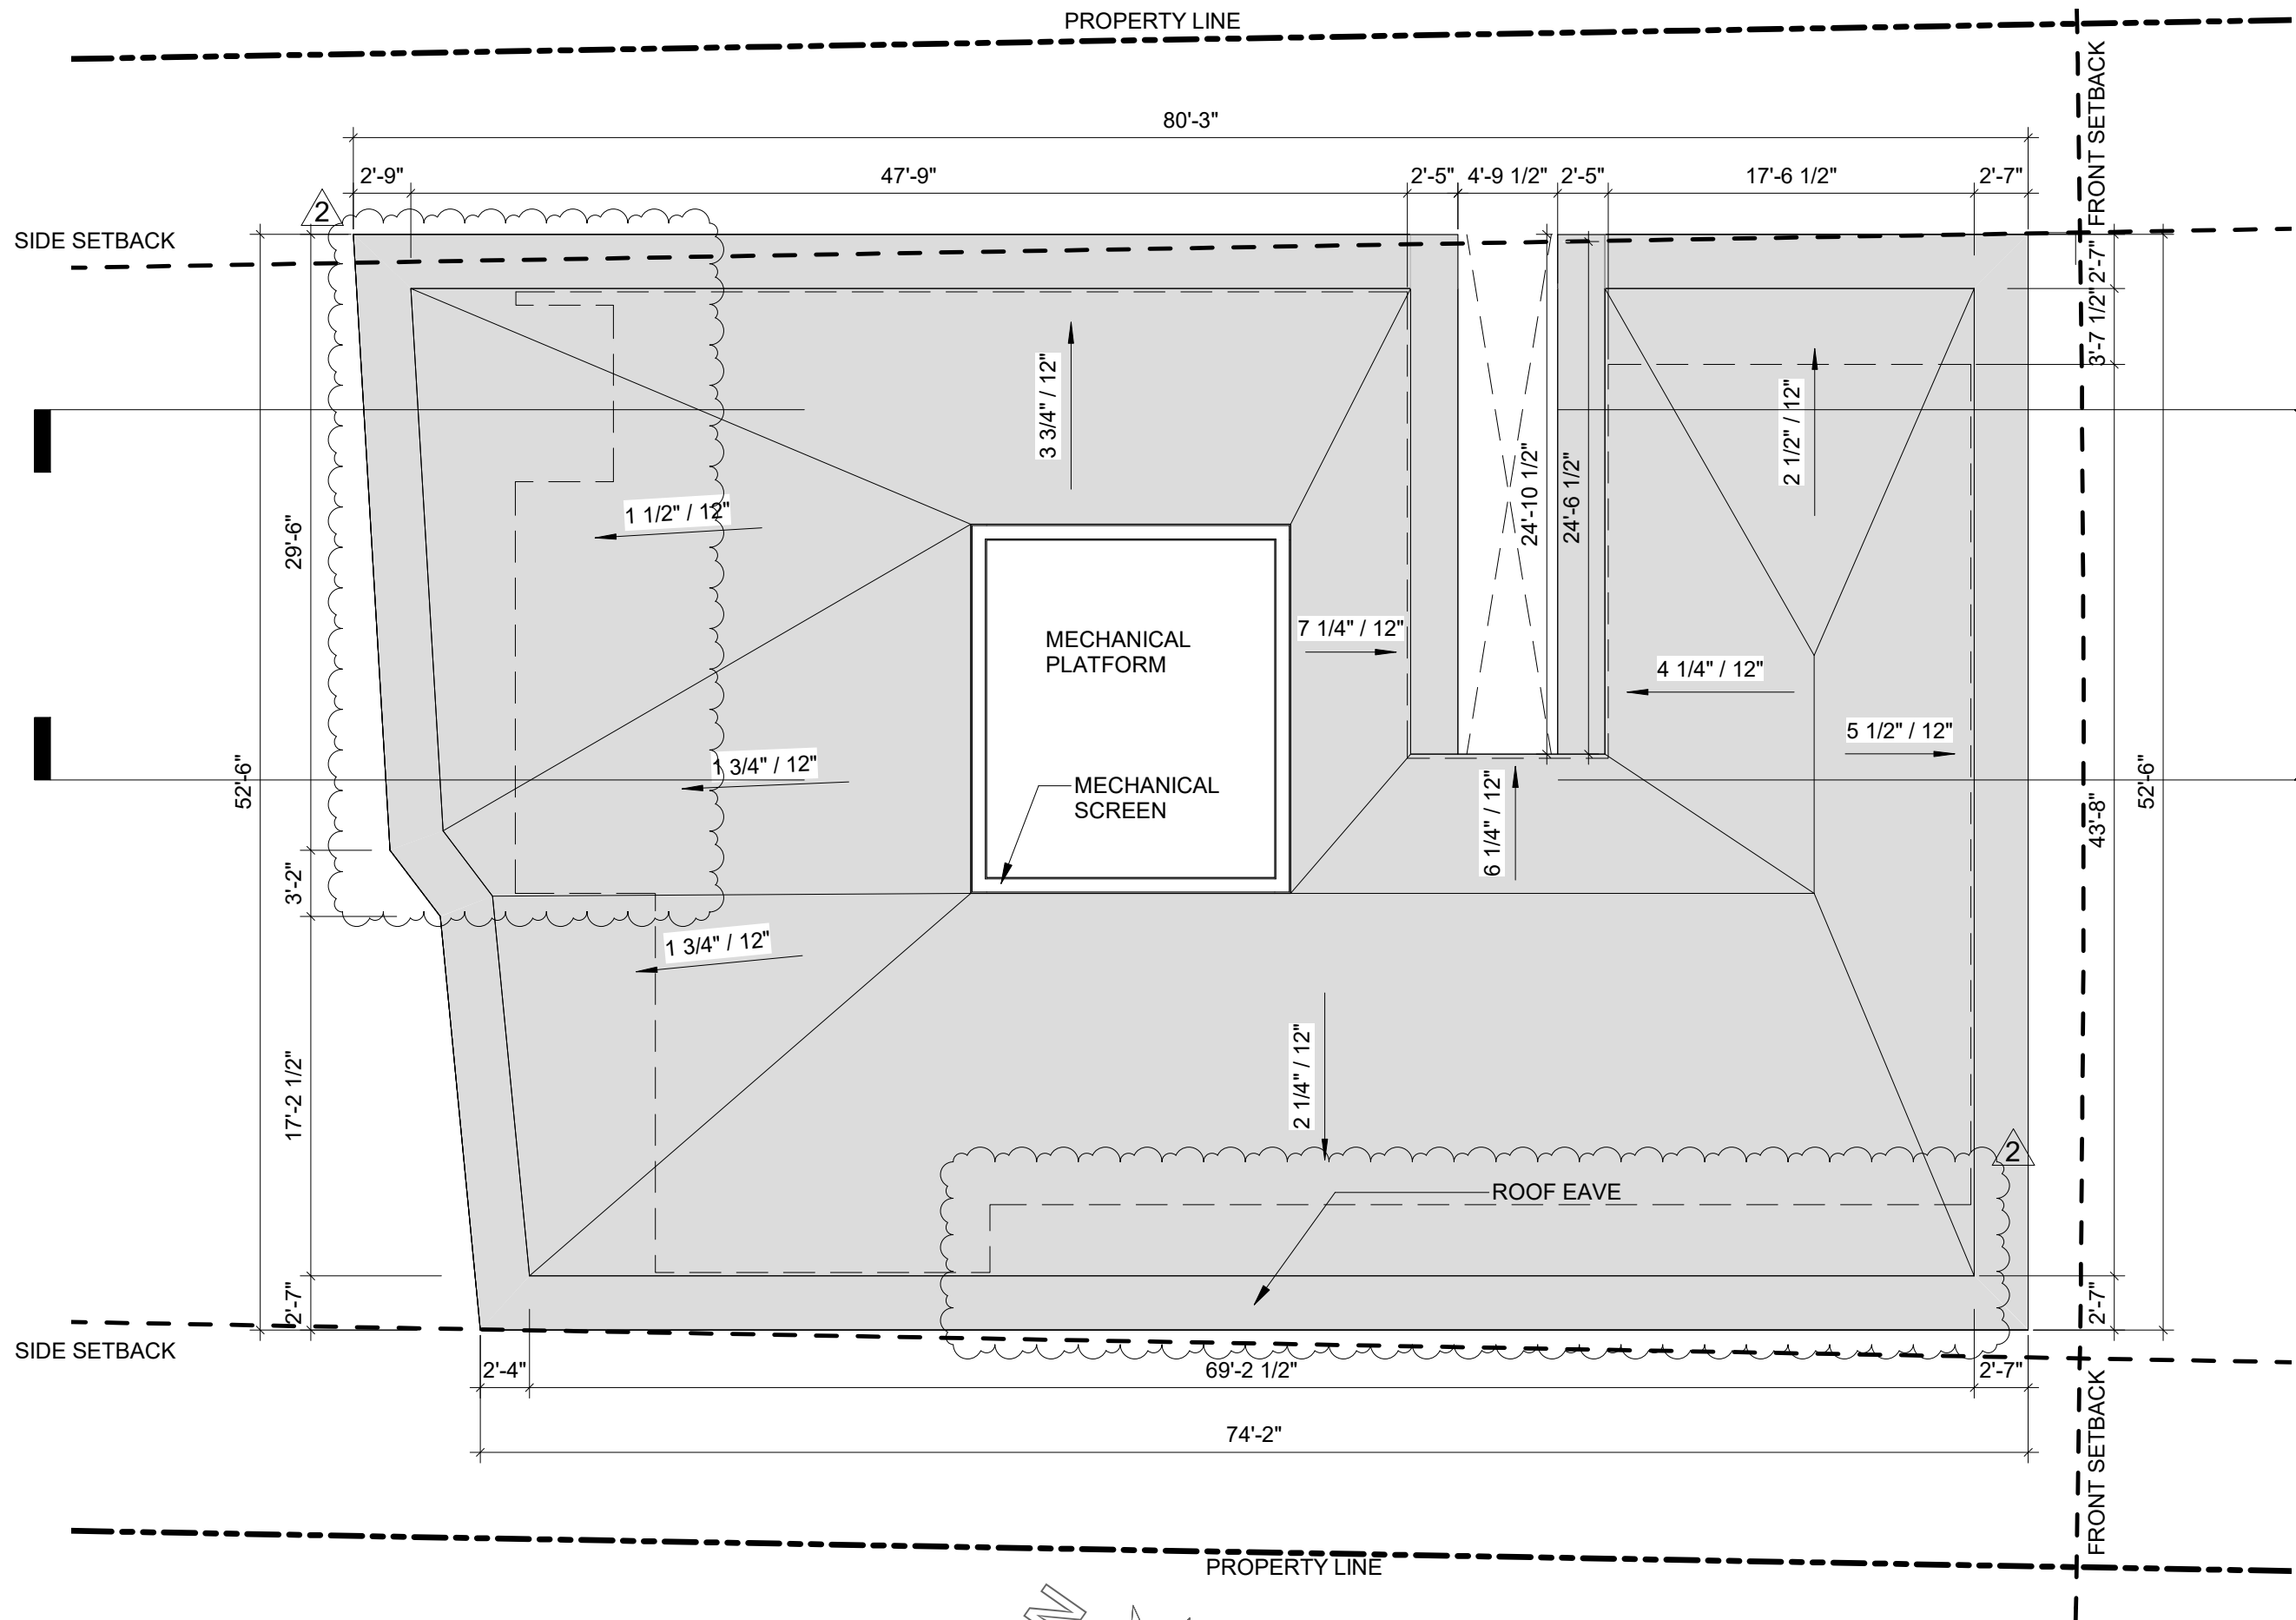 PROPERTY LINE
FRONT SETBACK
80'-3"
2'-9"
47'-9"
2'-5"
4'-9 1/2"
2'-5"
17'-6 1/2"
2'-7"
2
SIDE SETBACK
2'-7"
3'-7 1/2"
3 3/4" / 12"
2 1/2" / 12"
24'-10 1/2"
24'-6 1/2"
1 1/2" / 12"
29'-6"
MECHANICAL
PLATFORM
7 1/4" / 12"
4 1/4" / 12"
5 1/2" / 12"
52'-6"
1 3/4" / 12"
MECHANICAL
SCREEN
6 1/4" / 12"
43'-8"
52'-6"
3'-2"
1 3/4" / 12"
17'-2 1/2"
2 1/4" / 12"
2
ROOF EAVE
2'-7"
2'-7"
SIDE SETBACK
2'-4"
69'-2 1/2"
2'-7"
74'-2"
FRONT SETBACK
PROPERTY LINE
N